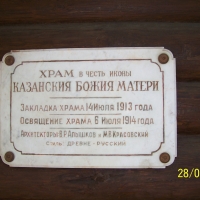 ХРАМ В ЧЕСТЬ ИКОНЫ
КАЗАНСКИЯ БОЖИЯ МАТЕРИ
ЗАКЛАДКА ХРАМА 14 ИЮЛЯ 1913 ГОДА
ОСВЯЩЕНИЕ ХРАМА 6 ИЮЛЯ 1914 ГОДА
АРХИТЕКТОРЫ В.Р. АЛЫШКОВ И М.В. КРАСОВСКИЙ
СТИЛЬ: ДРЕВНЕ-РУССКИЙ
28/0